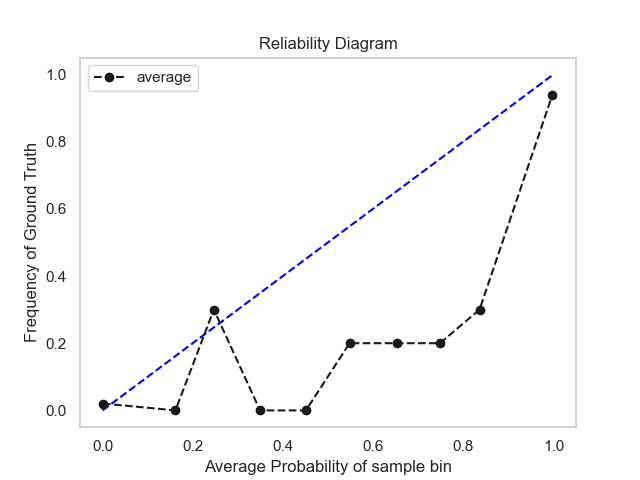 Reliability Diagram
average
Frequency of Ground Truth
1.0
0.8
0.6
0.4
0.2
0.0
0.0 0.2 0.4 0.6 0.8 1.0
Average Probability of sample bin